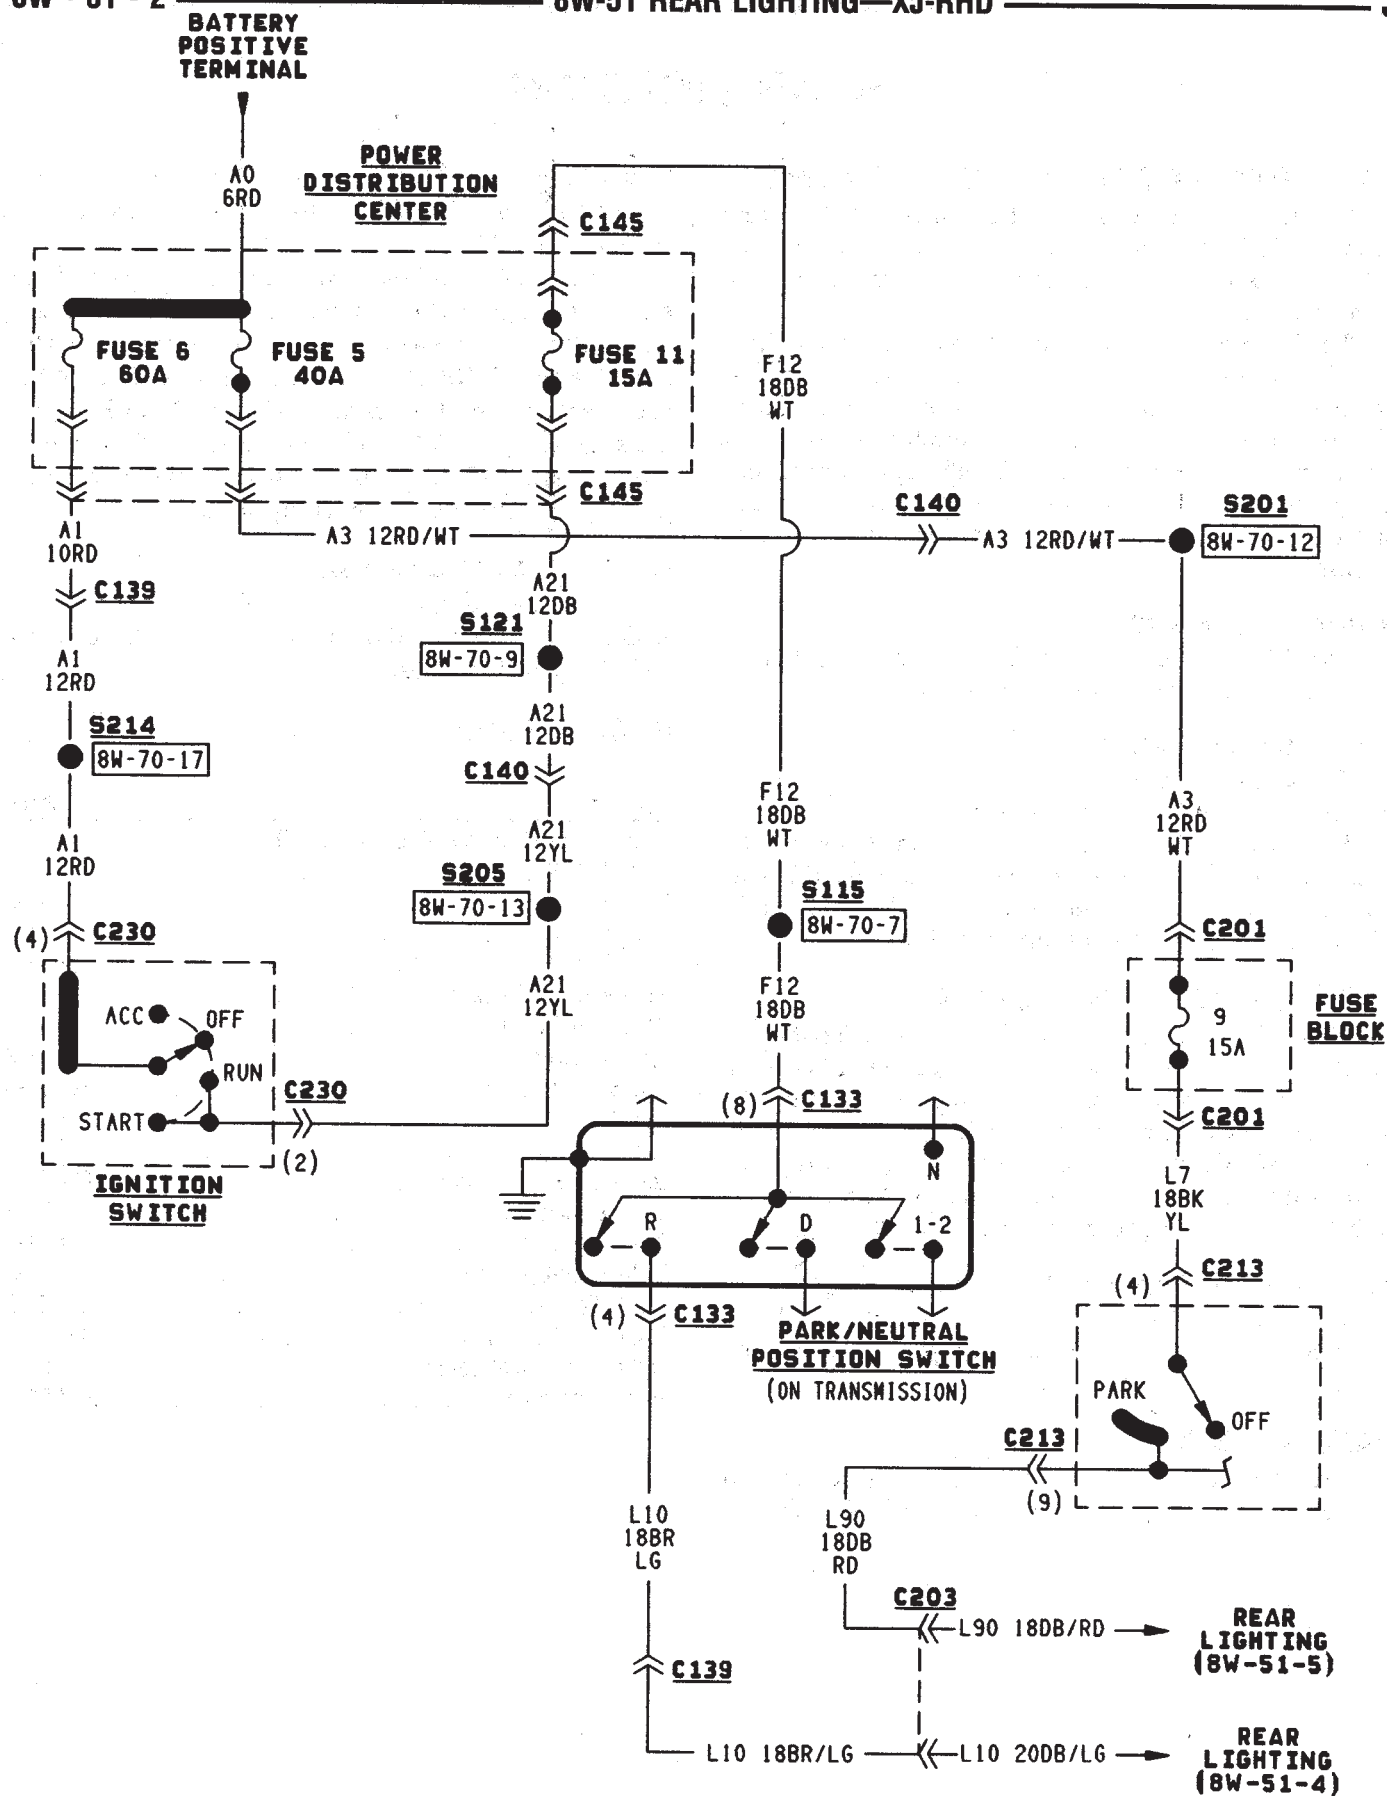 8W - 51 - 2
8W-51 REAR LIGHTING—XJ-RHD
BATTERY
POSITIVE
TERMINAL
A0
6RD
POWER
DISTRIBUTION
CENTER
C145
FUSE 6
60A
FUSE 5
40A
FUSE 11
15A
F12
18DB
WT
C145
C140
S201
8W-70-12
A1
10RD
A3 12RD/WT
A3 12RD/WT
C139
A21
12DB
S121
8W-70-9
A1
12RD
S214
8W-70-17
A21
12DB
C140
F12
18DB
WT
A3
12RD
WT
A1
12RD
A21
12YL
S205
8W-70-13
S115
8W-70-7
(4)
C230
C201
A21
12YL
F12
18DB
WT
ACC
OFF
RUN
START
9
15A
FUSE
BLOCK
C230
(2)
(8)
C133
C201
IGNITION
SWITCH
N
R
D
1-2
L7
18BK
YL
(4)
C213
(4)
C133
PARK/NEUTRAL
POSITION SWITCH
(ON TRANSMISSION)
PARK
OFF
C213
(9)
L10
18BR
LG
L90
18DB
RD
C203
L90 18DB/RD
REAR
LIGHTING
(8W-51-5)
C139
L10 18BR/LG
L10 20DB/LG
REAR
LIGHTING
(8W-51-4)